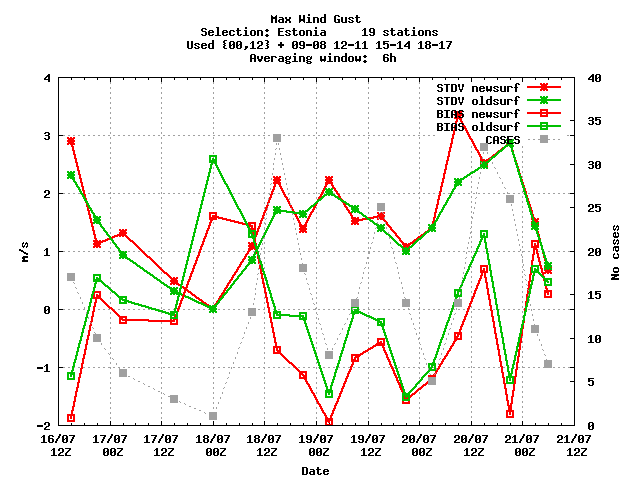 Max Wind Gust
Selection: Estonia 19 stations
Used {00,12} + 09-08 12-11 15-14 18-17
Averaging window: 6h
STDV newsurf
STDV oldsurf
BIAS newsurf
BIAS oldsurf
CASES
4
3
2
1
0
-1
-2
m/s
40
35
30
25
20
15
10
5
0
No cases
16/07 17/07 17/07 18/07 18/07 19/07 19/07 20/07 20/07 21/07 21/07
12Z 00Z 12Z 00Z 12Z 00Z 12Z 00Z 12Z 00Z 12Z
Date